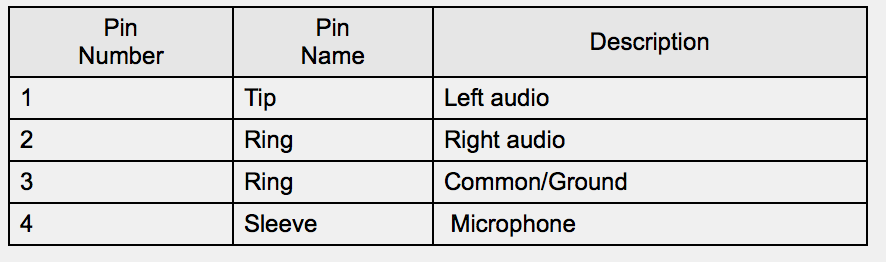 Pin Number Pin Name Description
1 Tip Left audio
2 Ring Right audio
3 Ring Common/Ground
4 Sleeve Microphone